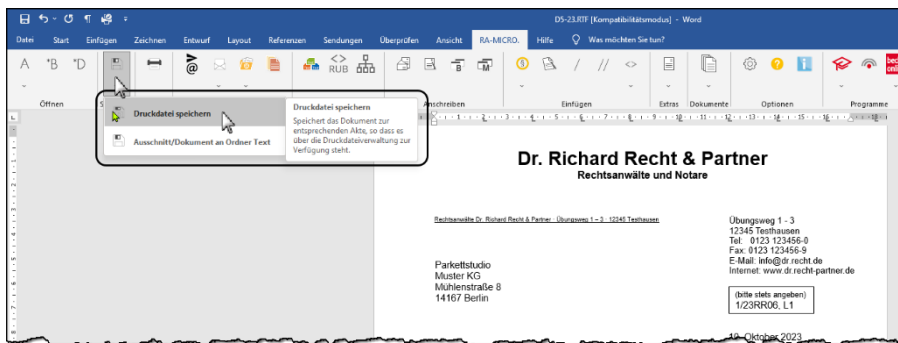 D5-23.RTF [Kompatibilitätsmodus] - Word
Datei Start Einfügen Zeichnen Entwurf Layout Referenzen Sendungen Überprüfen Ansicht RA-MICRO. Hilfe Was möchten Sie tun?
A 'B 'D
RUB
Öffnen
Anschreiben Einfügen Extras Dokumente Optionen Programme
Druckdatei speichern
Ausschnitt/Dokument an Ordner Text
Druckdatei speichern
Speichert das Dokument zur
entsprechenden Akte, so dass es
über die Druckdateiverwaltung zur
Verfügung steht.
Dr. Richard Recht & Partner
Rechtsanwälte und Notare
Rechtsanwälte Dr. Richard Recht & Partner · Übungsweg 1 – 3 · 12345 Testhausen
Übungsweg 1 - 3
12345 Testhausen
Tel: 0123 123456-0
Fax: 0123 123456-9
E-Mail: info@dr.recht.de
Internet: www.dr.recht-partner.de
Parkettstudio
Muster KG
Mühlenstraße 8
14167 Berlin
(bitte stets angeben)
1/23RR06, L1
19. Oktober 2023